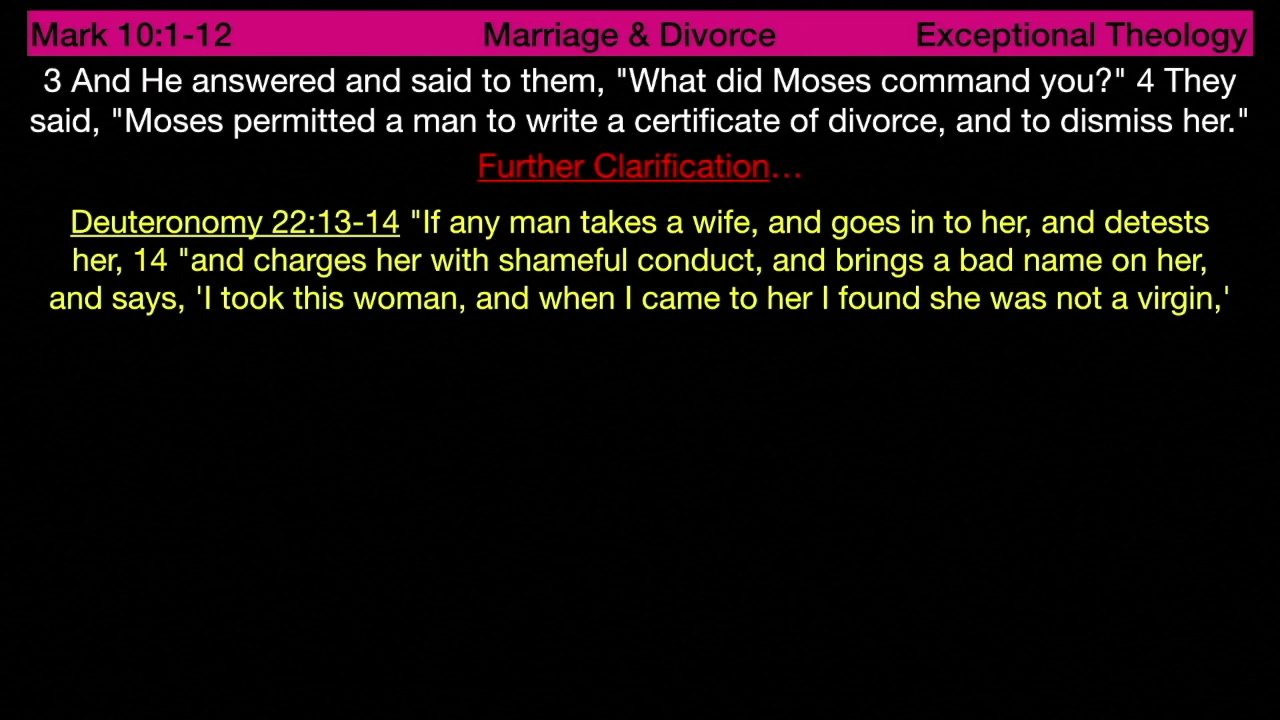 Mark 10:1-12 Marriage & Divorce Exceptional Theology
3 And He answered and said to them, "What did Moses command you?" 4 They
said, "Moses permitted a man to write a certificate of divorce, and to dismiss her."
Further Clarification…
Deuteronomy 22:13-14 "If any man takes a wife, and goes in to her, and detests
her, 14 "and charges her with shameful conduct, and brings a bad name on her,
and says, 'I took this woman, and when I came to her I found she was not a virgin,'